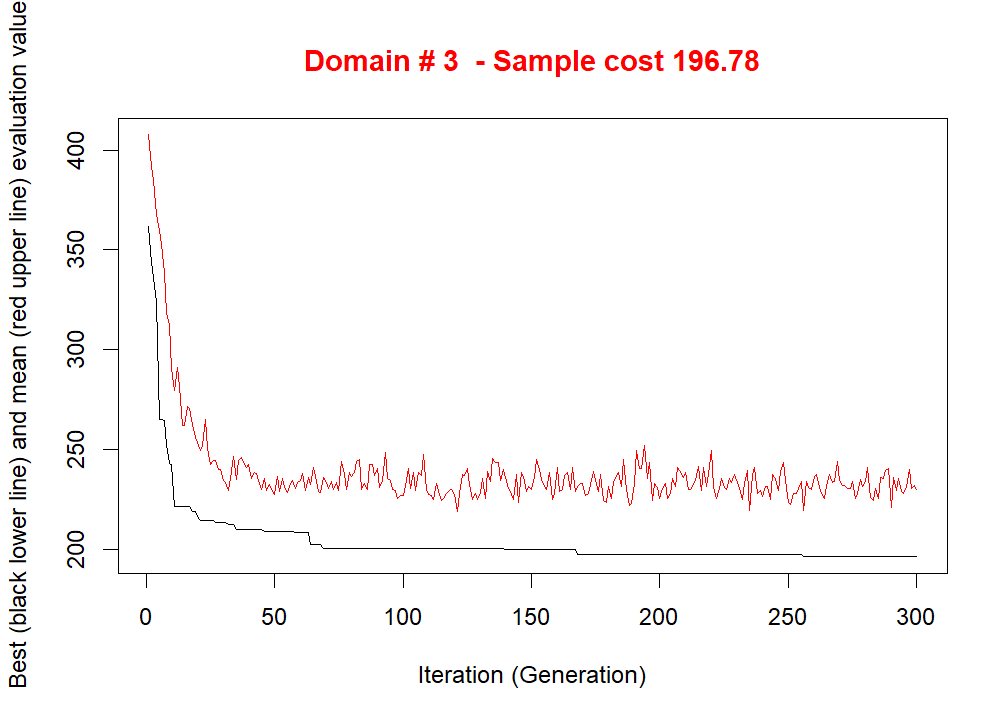 Domain # 3  - Sample cost 196.78
Best (black lower line) and mean (red upper line) evaluation value
400
350
300
250
200
0 50 100 150 200 250 300
Iteration (Generation)